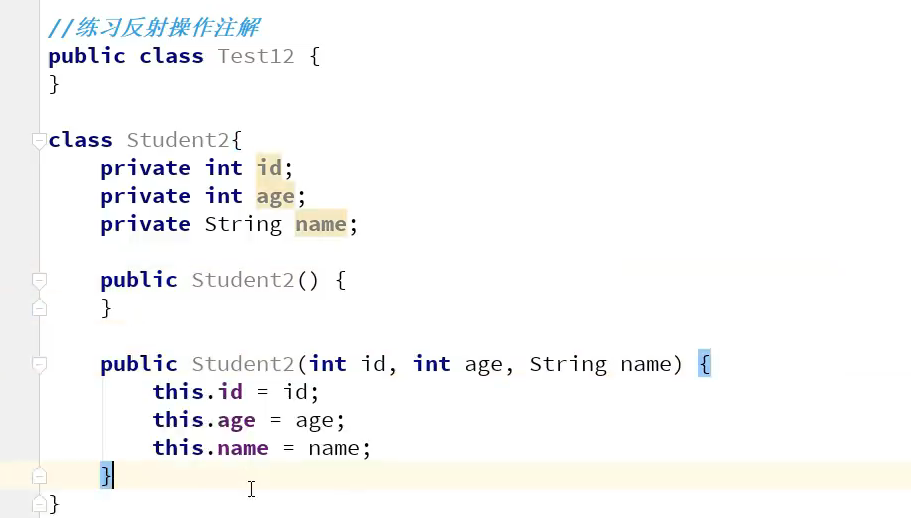 //练习反射操作注解
public class Test12 {
}
class Student2{
    private int id;
    private int age;
    private String name;
    public Student2() {
    }
    public Student2(int id, int age, String name) {
        this.id = id;
        this.age = age;
        this.name = name;
    }
}